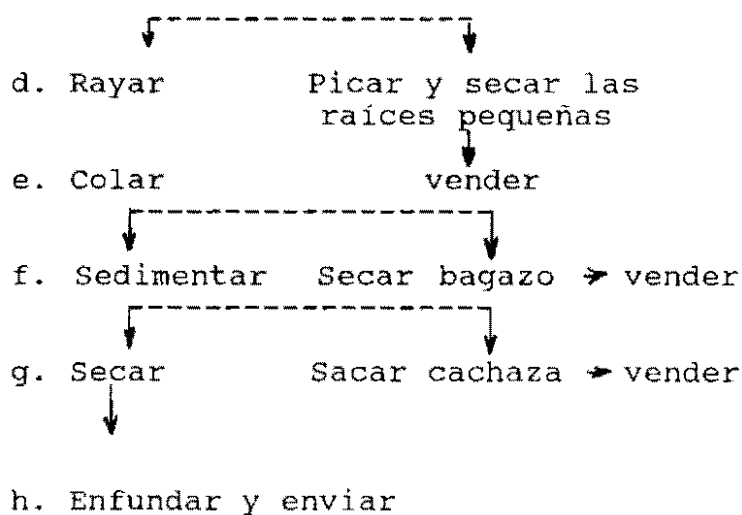 d. Rayar Picar y secar las
raíces pequeñas
e. Colar vender
f. Sedimentar Secar bagazo → vender
g. Secar Sacar cachaza → vender
h. Enfundar y enviar